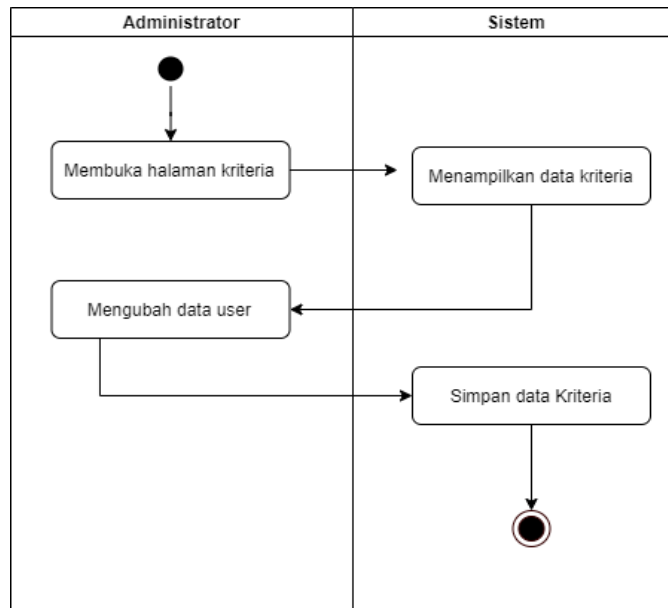 Administrator
Sistem
Membuka halaman kriteria
Menampilkan data kriteria
Mengubah data user
Simpan data Kriteria